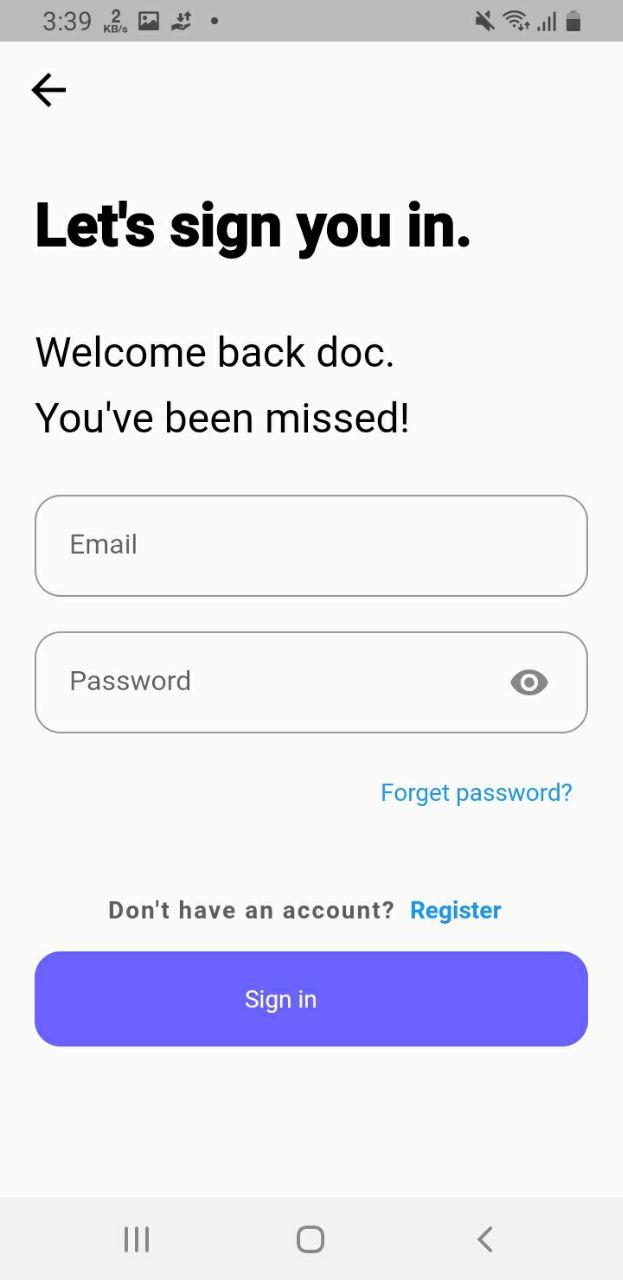 3:39 2 KB/s
Let's sign you in.
Welcome back doc.
You've been missed!
Email
Password
Forget password?
Don't have an account? Register
Sign in